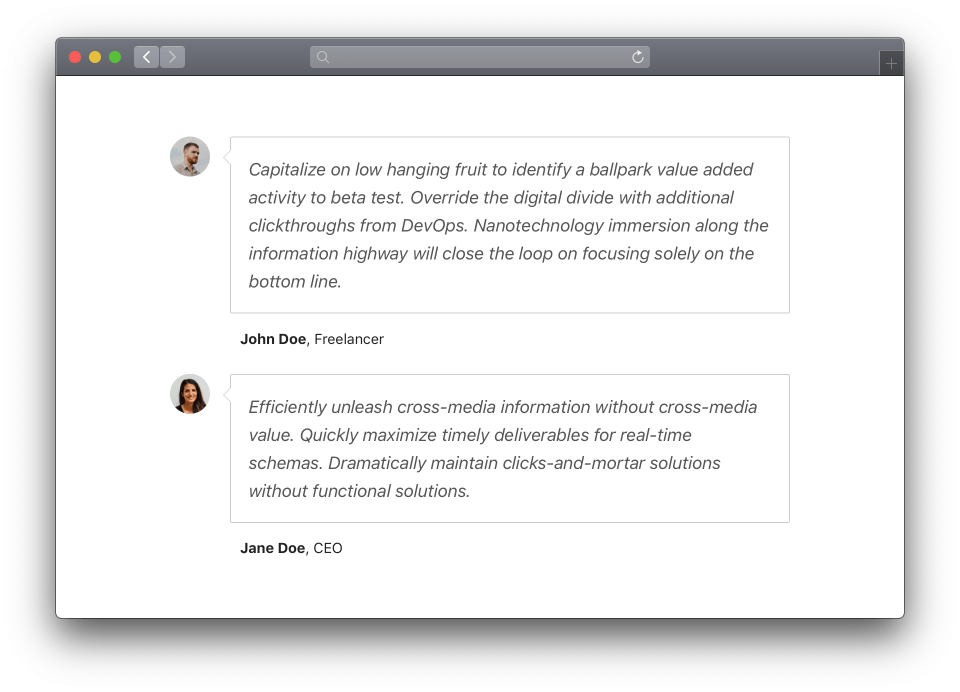 Capitalize on low hanging fruit to identify a ballpark value added
activity to beta test. Override the digital divide with additional
clickthroughs from DevOps. Nanotechnology immersion along the
information highway will close the loop on focusing solely on the
bottom line.
John Doe, Freelancer
Efficiently unleash cross-media information without cross-media
value. Quickly maximize timely deliverables for real-time
schemas. Dramatically maintain clicks-and-mortar solutions
without functional solutions.
Jane Doe, CEO